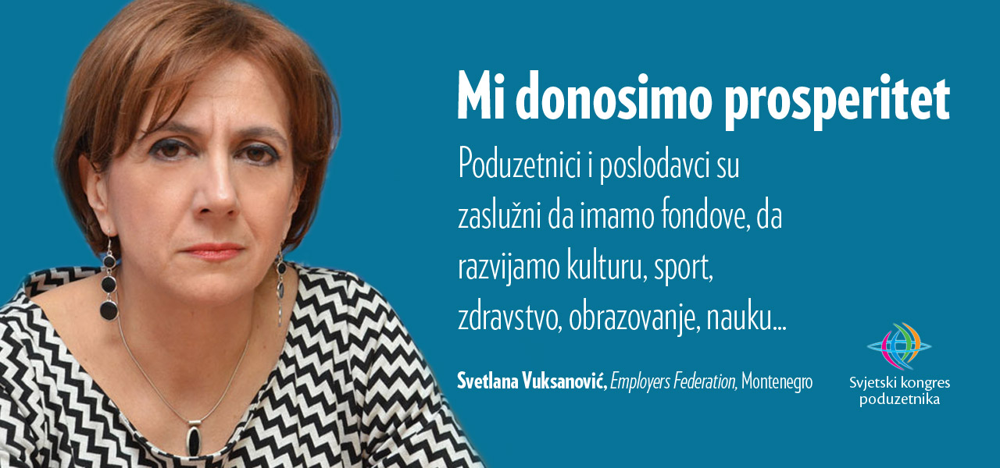 Mi donosimo prosperitet
Poduzetnici i poslodavci su
zaslužni da imamo fondove, da
razvijamo kulturu, sport,
zdravstvo, obrazovanje, nauku...
Svetlana Vuksanović, Employers Federation, Montenegro
Svjetski kongres
poduzetnika